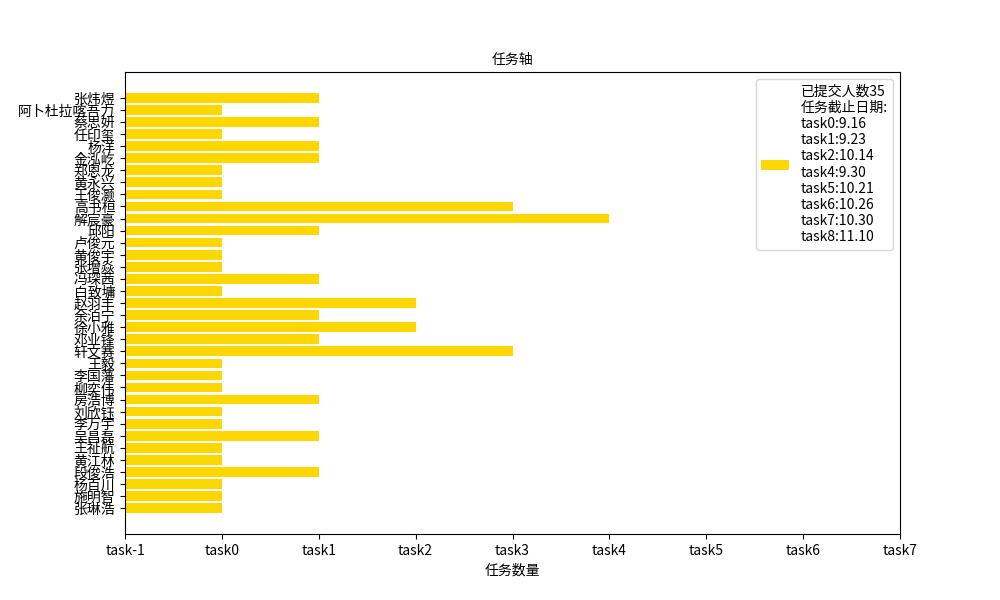 任务轴
张炜煜
阿卜杜拉喀吾力
蔡思妍
任印玺
杨洋
金泓屹
郑恩龙
黄永兴
王俊灏
高书桓
解宸豪
邱阳
卢俊元
黄俊宇
张增焱
冯琛茜
白致墉
赵羽丰
余泊宁
徐小雅
邓业锋
轩文赛
王毅
李国藩
柳奕伟
房浩博
刘欣钰
李万宇
吴昌磊
王祉航
黄江林
段俊浩
杨百川
施明智
张琳浩
已提交人数35
任务截止日期:
task0:9.16
task1:9.23
task2:10.14
task4:9.30
task5:10.21
task6:10.26
task7:10.30
task8:11.10
task-1 task0 task1 task2 task3 task4 task5 task6 task7
任务数量